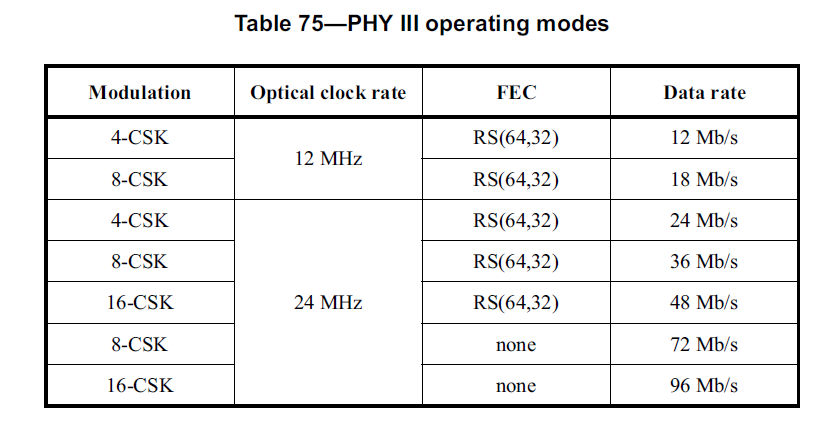 Table 75—PHY III operating modes
Modulation Optical clock rate FEC Data rate
4-CSK 12 MHz RS(64,32) 12 Mb/s
8-CSK RS(64,32) 18 Mb/s
4-CSK 24 MHz RS(64,32) 24 Mb/s
8-CSK RS(64,32) 36 Mb/s
16-CSK RS(64,32) 48 Mb/s
8-CSK none 72 Mb/s
16-CSK none 96 Mb/s